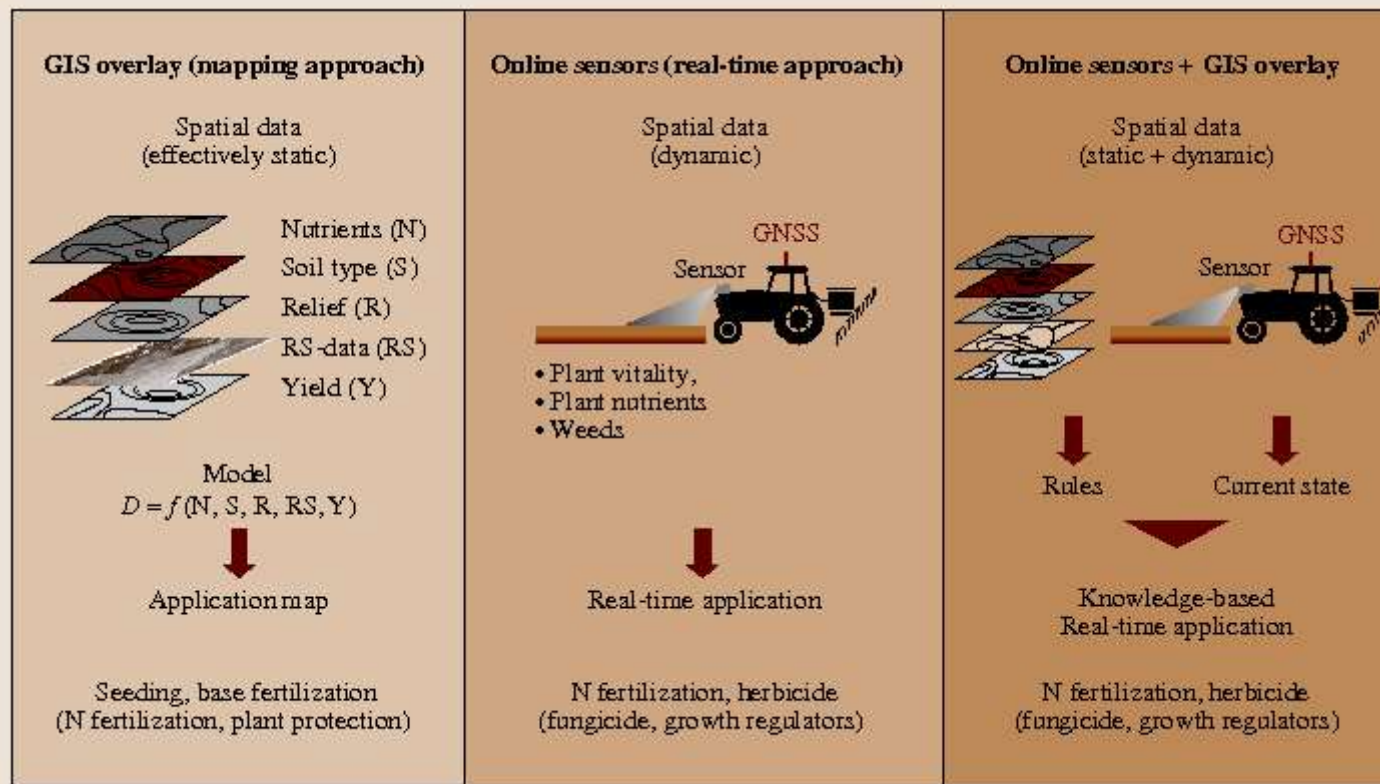 GIS overlay (mapping approach)
Spatial data
(effectively static)
Nutrients (N)
Soil type (S)
Relief (R)
RS-data (RS)
Yield (Y)
Model
D = f (N, S, R, RS, Y)
Application map
Seeding, base fertilization
(N fertilization, plant protection)
Online sensors (real-time approach)
Spatial data
(dynamic)
GNSS
Sensor
• Plant vitality,
• Plant nutrients
• Weeds
Real-time application
N fertilization, herbicide
(fungicide, growth regulators)
Online sensors + GIS overlay
Spatial data
(static + dynamic)
GNSS
Sensor
Rules
Current state
Knowledge-based
Real-time application
N fertilization, herbicide
(fungicide, growth regulators)